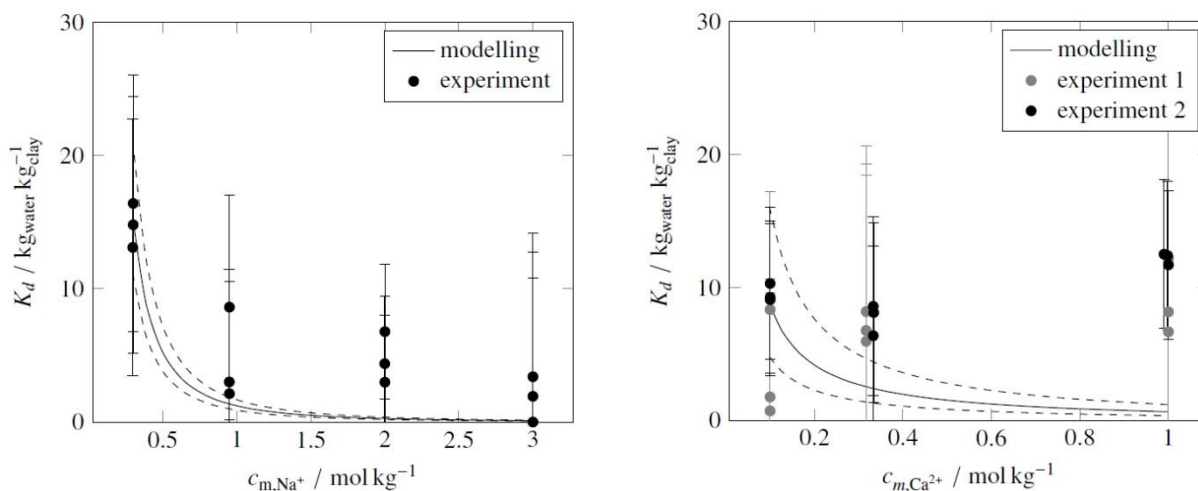 30
20
10
0
K_d / kg_water kg_clay^−1
modelling
experiment
0.5 1 1.5 2 2.5 3
c_m,Na⁺ / mol kg^−1
30
20
10
0
K_d / kg_water kg_clay^−1
modelling
experiment 1
experiment 2
0.2 0.4 0.6 0.8 1
c_m,Ca²⁺ / mol kg^−1